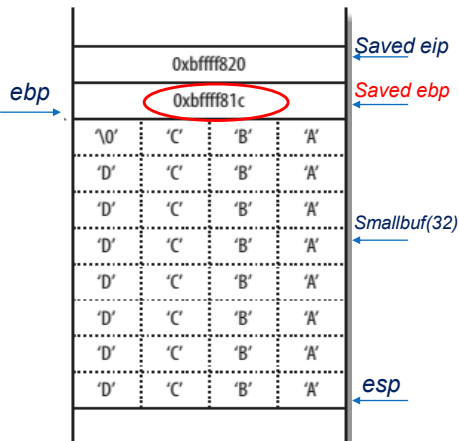 Saved eip
0xbffff820
ebp
0xbffff81c
Saved ebp
‘\0’ ‘C’ ‘B’ ‘A’
‘D’ ‘C’ ‘B’ ‘A’
‘D’ ‘C’ ‘B’ ‘A’
‘D’ ‘C’ ‘B’ ‘A’
Smallbuf(32)
‘D’ ‘C’ ‘B’ ‘A’
‘D’ ‘C’ ‘B’ ‘A’
‘D’ ‘C’ ‘B’ ‘A’
‘D’ ‘C’ ‘B’ ‘A’
esp